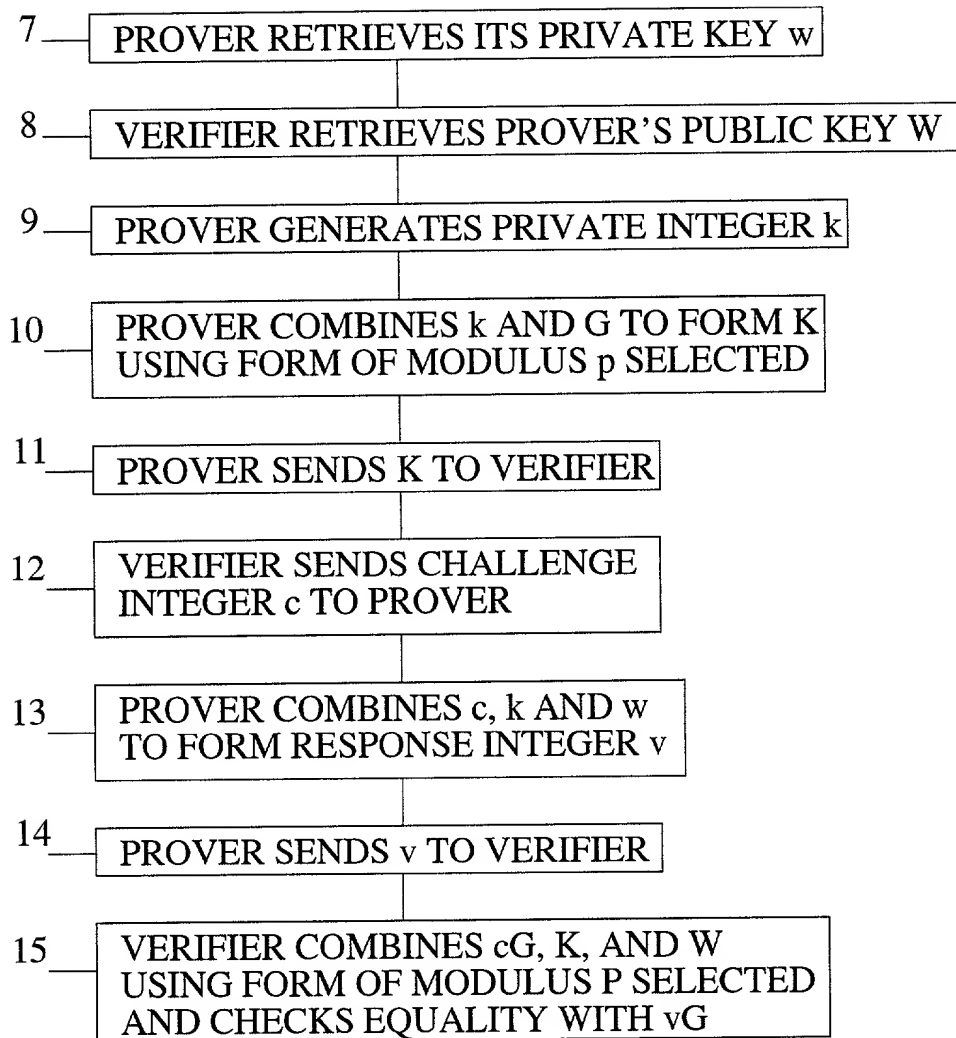 7 PROVER RETRIEVES ITS PRIVATE KEY w
8 VERIFIER RETRIEVES PROVER'S PUBLIC KEY W
9 PROVER GENERATES PRIVATE INTEGER k
10 PROVER COMBINES k AND G TO FORM K
USING FORM OF MODULUS p SELECTED
11 PROVER SENDS K TO VERIFIER
12 VERIFIER SENDS CHALLENGE
INTEGER c TO PROVER
13 PROVER COMBINES c, k AND w
TO FORM RESPONSE INTEGER v
14 PROVER SENDS v TO VERIFIER
15 VERIFIER COMBINES cG, K, AND W
USING FORM OF MODULUS P SELECTED
AND CHECKS EQUALITY WITH vG